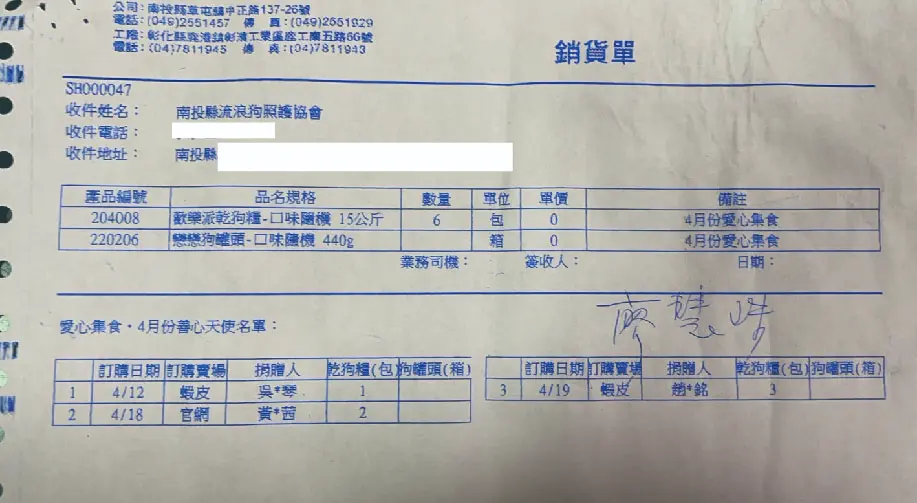 公司:南投縣草屯鎮中正路137-26號
電話:(049)2551457 傳 真:(049)2551929
工廠:彰化縣鹿港鎮彰濱工業區鹿工南五路66號
電話:(04)7811945 傳 真:(04)7811943
銷貨單
SH000047
收件姓名: 南投縣流浪狗照護協會
收件電話:
收件地址: 南投縣
產品編號 品名規格 數量 單位 單價 備註
204008 歡樂派乾狗糧-口味隨機 15公斤 6 包 0 4月份愛心集食
220206 戀戀狗罐頭-口味隨機 440g 箱 0 4月份愛心集食
業務司機: 簽收人: 日期:
愛心集食・4月份善心天使名單:
訂購日期 訂購賣場 捐贈人 乾狗糧(包) 狗罐頭(箱)
1 4/12 蝦皮 吳*琴 1
2 4/18 官網 黃*茜 2
訂購日期 訂購賣場 捐贈人 乾狗糧(包) 狗罐頭(箱)
3 4/19 蝦皮 趙*銘 3